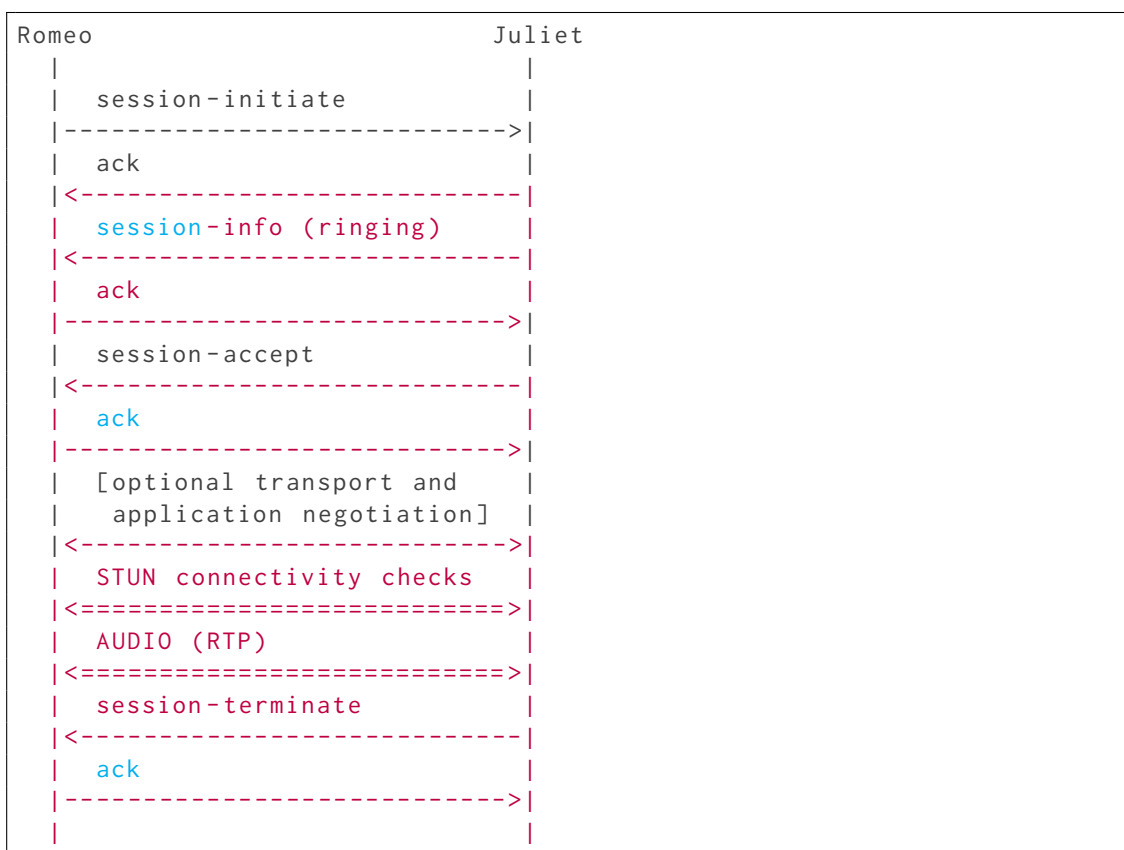 Romeo                         Juliet
  |                             |
  |  session-initiate           |
  |---------------------------->|
  |  ack                        |
  |<----------------------------|
  |  session-info (ringing)     |
  |<----------------------------|
  |  ack                        |
  |---------------------------->|
  |  session-accept             |
  |<----------------------------|
  |  ack                        |
  |---------------------------->|
  |  [optional transport and    |
  |   application negotiation]  |
  |<--------------------------->|
  |  STUN connectivity checks   |
  |<===========================>|
  |  AUDIO (RTP)                |
  |<===========================>|
  |  session-terminate          |
  |<----------------------------|
  |  ack                        |
  |---------------------------->|
  |                             |